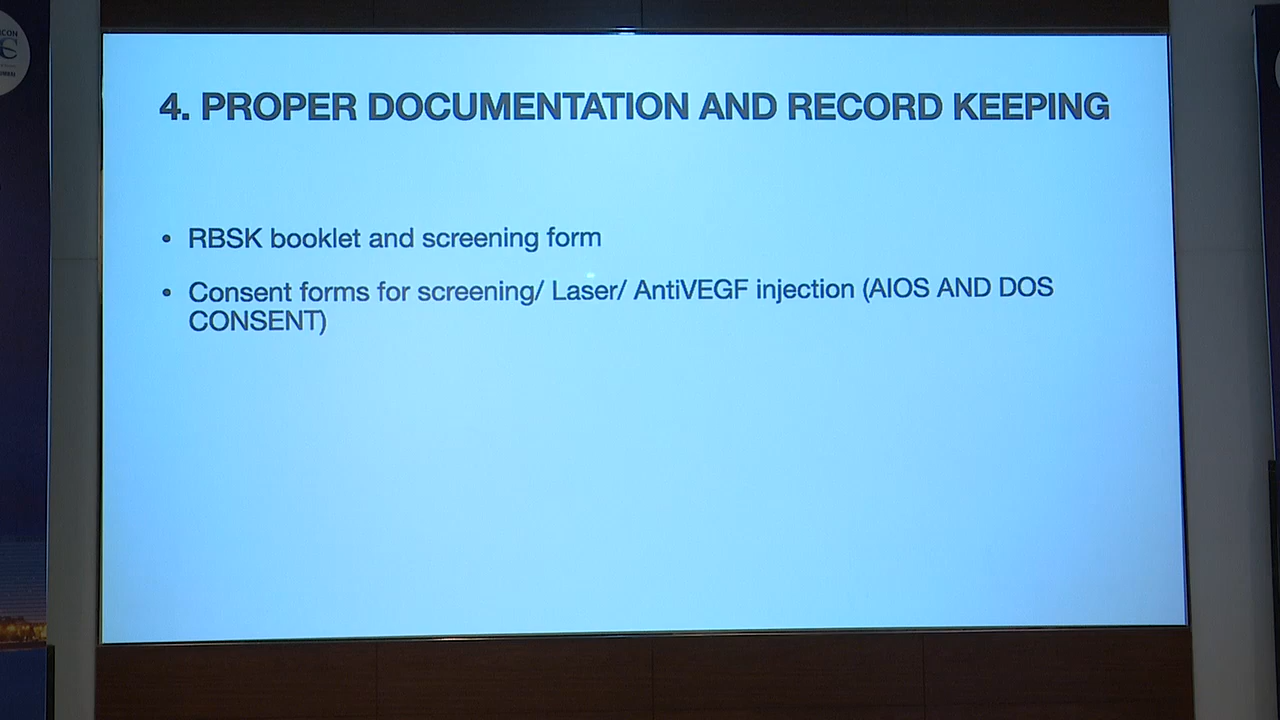 4. PROPER DOCUMENTATION AND RECORD KEEPING
• RBSK booklet and screening form
• Consent forms for screening/ Laser/ AntiVEGF injection (AIOS AND DOS
CONSENT)